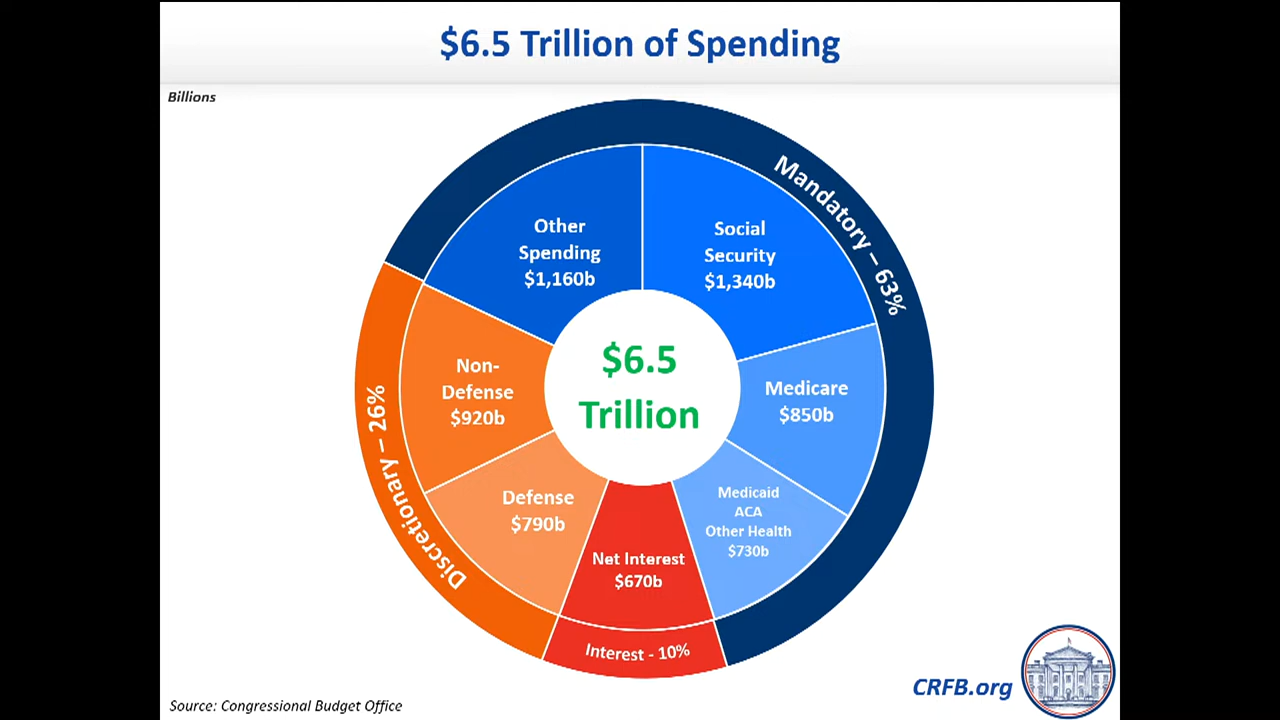 $6.5 Trillion of Spending
Billions
Mandatory – 63%
Other
Spending
$1,160b
Social
Security
$1,340b
Non-
Defense
$920b
$6.5
Trillion
Medicare
$850b
Discretionary – 26%
Defense
$790b
Medicaid
ACA
Other Health
$730b
Net Interest
$670b
Interest - 10%
CRFB.org
Source: Congressional Budget Office